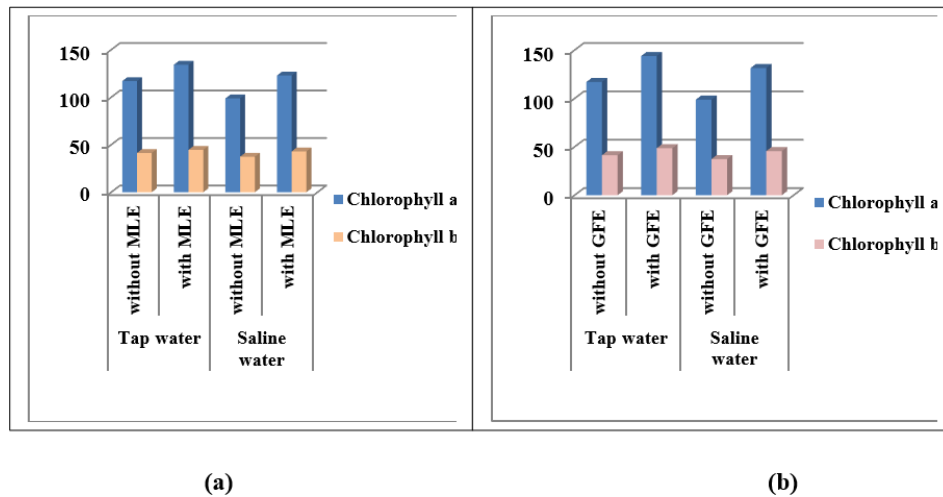 150
100
50
0
Chlorophyll a
Chlorophyll b
without MLE
with MLE
without MLE
with MLE
Tap water
Saline
water
(a)
150
100
50
0
Chlorophyll a
Chlorophyll b
without GFE
with GFE
without GFE
with GFE
Tap water
Saline
water
(b)